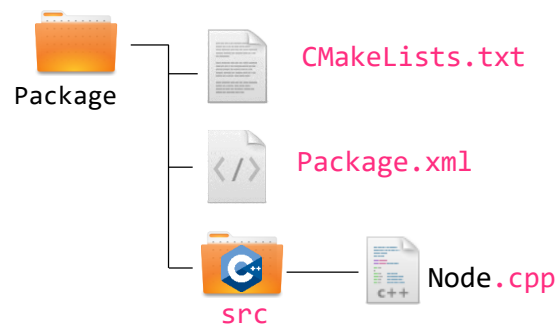 Package
CMakeLists.txt
</>
Package.xml
C++
src
C++
Node.cpp